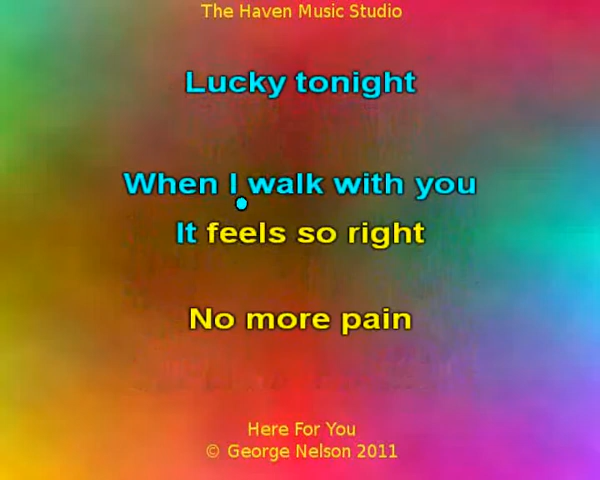 The Haven Music Studio
Lucky tonight
When I walk with you
It feels so right
No more pain
Here For You
© George Nelson 2011